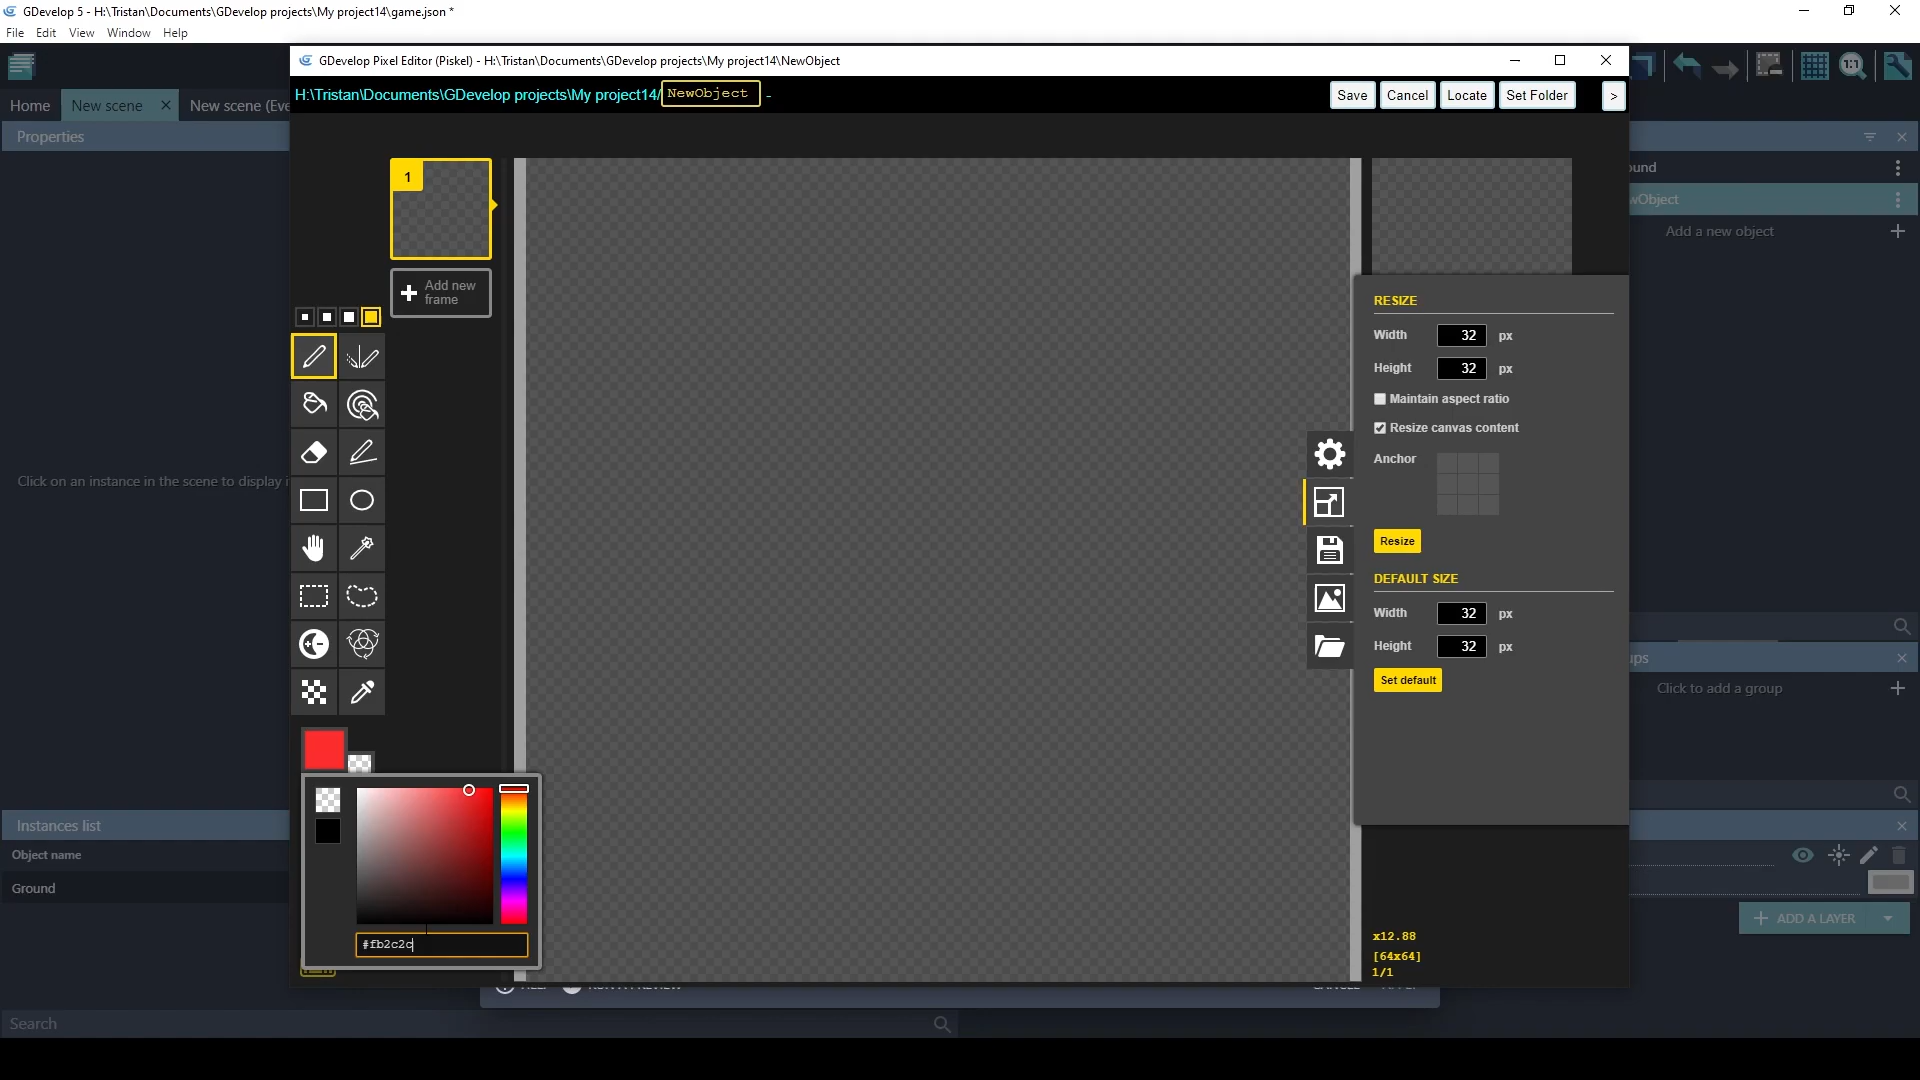 GDevelop 5 - H:\Tristan\Documents\GDevelop projects\My project14\game.json *
File Edit View Window Help
GDevelop Pixel Editor (Piskel) - H:\Tristan\Documents\GDevelop projects\My project14\NewObject
H:\Tristan\Documents\GDevelop projects\My project14/ NewObject -
Save Cancel Locate Set Folder >
1:1
Home New scene × New scene (Eve
Properties
1
Add new
frame
ound
wObject
Add a new object
RESIZE
Width 32 px
Height 32 px
Maintain aspect ratio
Resize canvas content
Anchor
Resize
DEFAULT SIZE
Width 32 px
Height 32 px
Set default
Click on an instance in the scene to display i
ups
Click to add a group
Instances list
Object name
Ground
#fb2c2c
ADD A LAYER
x12.88
[64x64]
1/1
Search